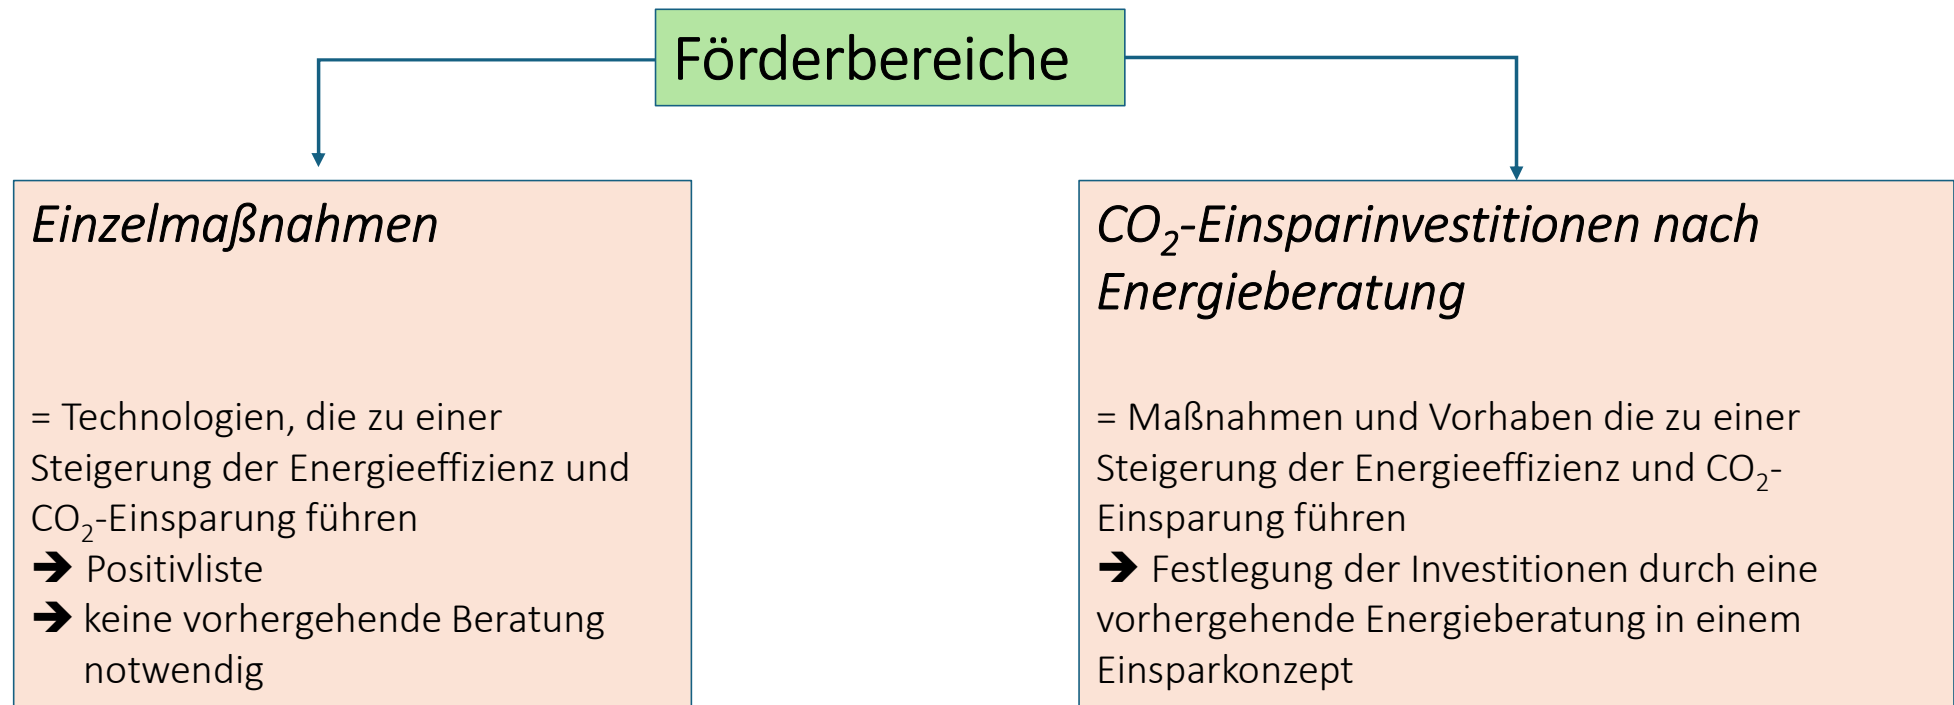 Förderbereiche
Einzelmaßnahmen
= Technologien, die zu einer
Steigerung der Energieeffizienz und
CO₂-Einsparung führen
➔ Positivliste
➔ keine vorhergehende Beratung
notwendig
CO₂-Einsparinvestitionen nach
Energieberatung
= Maßnahmen und Vorhaben die zu einer
Steigerung der Energieeffizienz und CO₂-
Einsparung führen
➔ Festlegung der Investitionen durch eine
vorhergehende Energieberatung in einem
Einsparkonzept